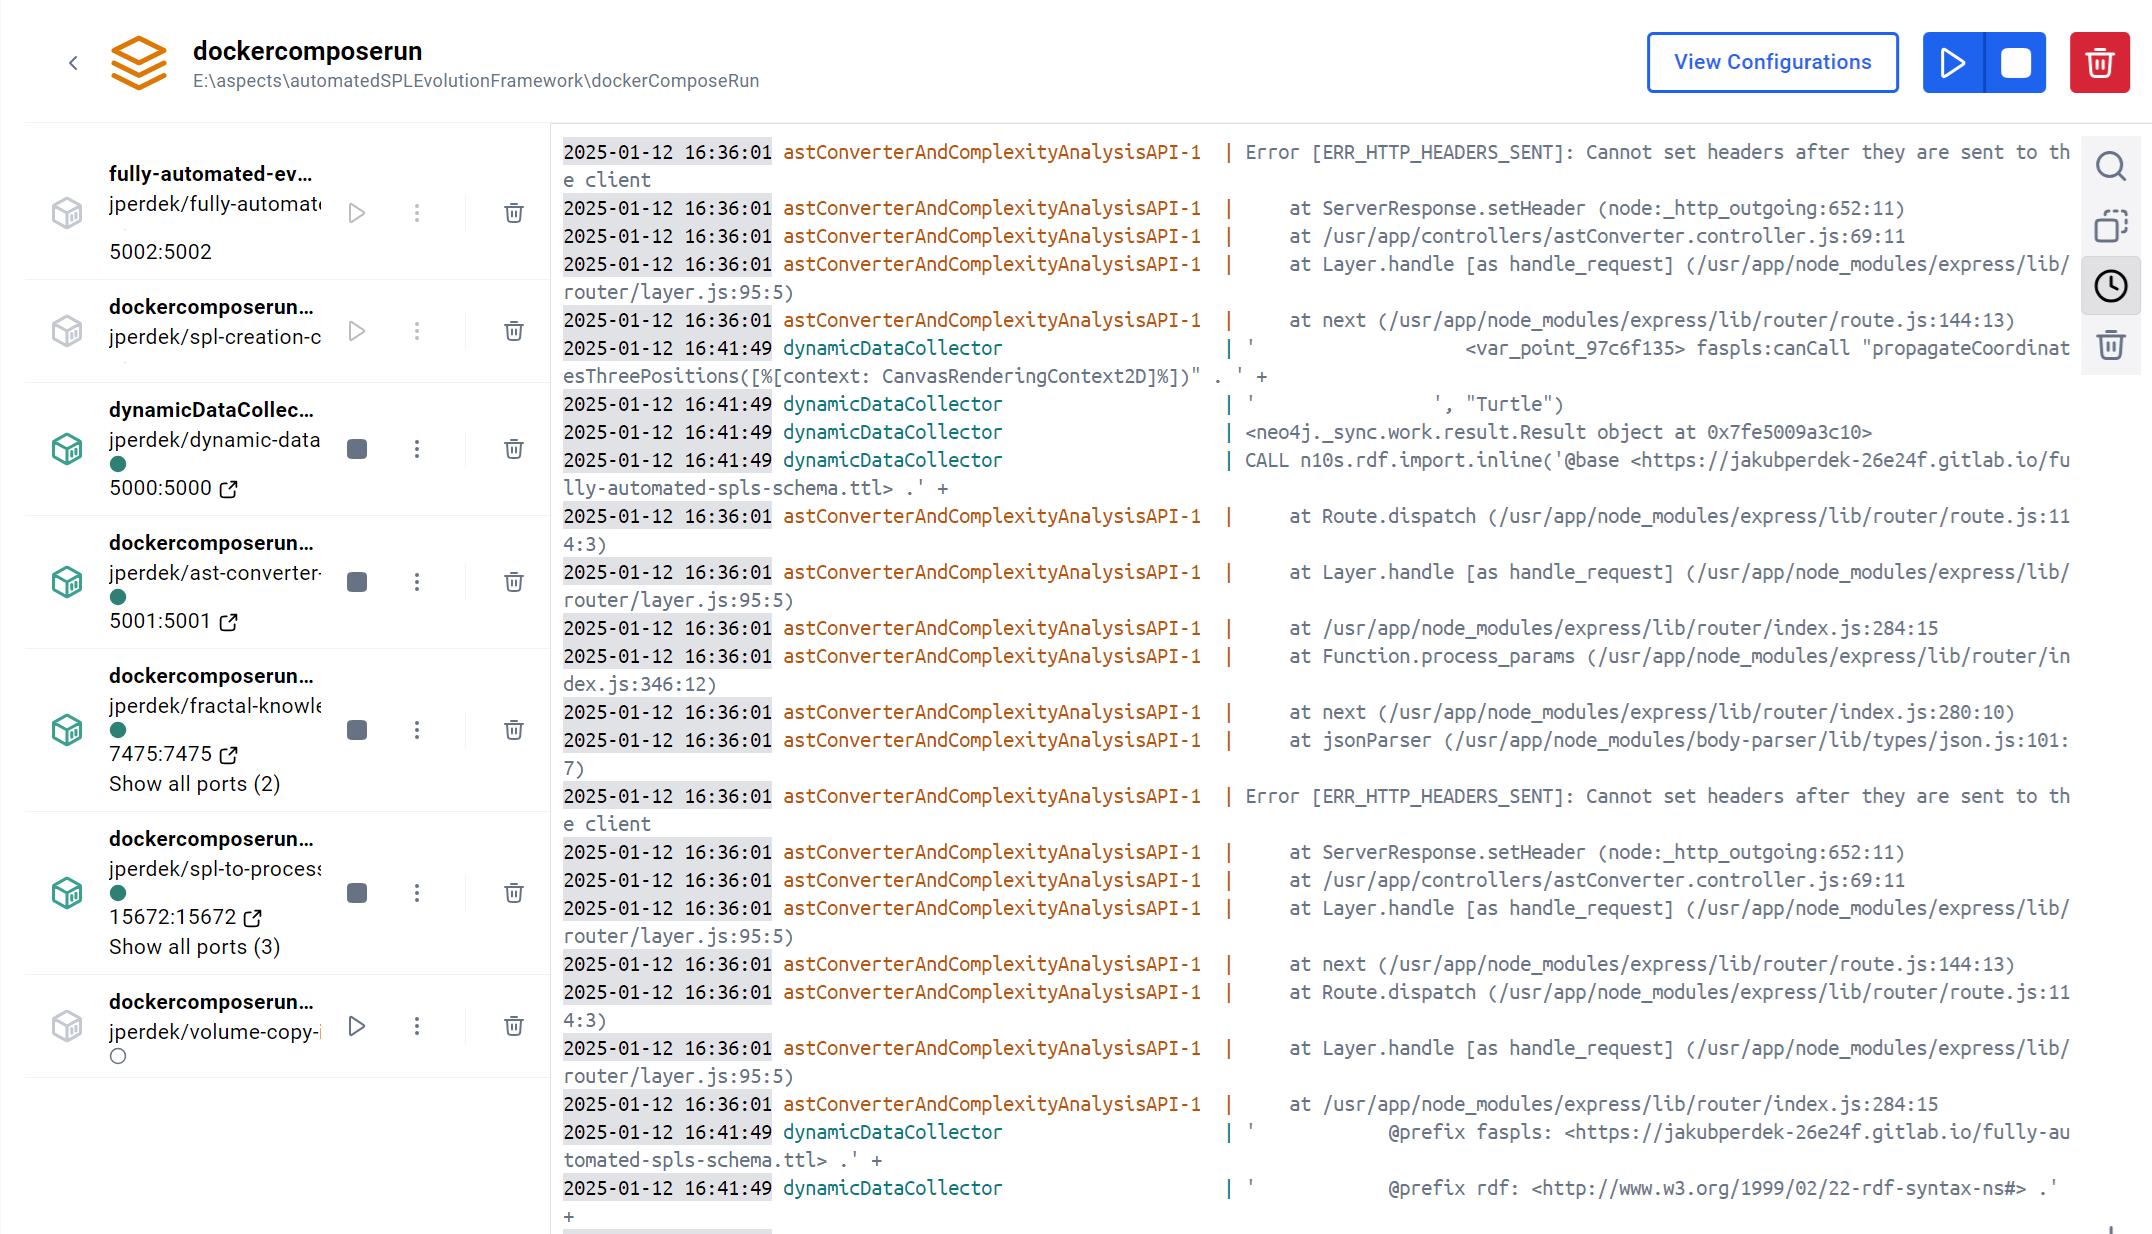 dockercomposerun
E:\aspects\automatedSPLEvolutionFramework\dockerComposeRun
View Configurations
fully-automated-ev...
jperdek/fully-automate
5002:5002
dockercomposerun...
jperdek/spl-creation-c
dynamicDataCollec...
jperdek/dynamic-data
5000:5000
dockercomposerun...
jperdek/ast-converter-
5001:5001
dockercomposerun...
jperdek/fractal-knowle
7475:7475
Show all ports (2)
dockercomposerun...
jperdek/spl-to-process
15672:15672
Show all ports (3)
dockercomposerun...
jperdek/volume-copy-i
2025-01-12 16:36:01 astConverterAndComplexityAnalysisAPI-1 | Error [ERR_HTTP_HEADERS_SENT]: Cannot set headers after they are sent to th
e client
2025-01-12 16:36:01 astConverterAndComplexityAnalysisAPI-1 | at ServerResponse.setHeader (node:_http_outgoing:652:11)
2025-01-12 16:36:01 astConverterAndComplexityAnalysisAPI-1 | at /usr/app/controllers/astConverter.controller.js:69:11
2025-01-12 16:36:01 astConverterAndComplexityAnalysisAPI-1 | at Layer.handle [as handle_request] (/usr/app/node_modules/express/lib/
router/layer.js:95:5)
2025-01-12 16:36:01 astConverterAndComplexityAnalysisAPI-1 | at next (/usr/app/node_modules/express/lib/router/route.js:144:13)
2025-01-12 16:41:49 dynamicDataCollector | ' <var_point_97c6f135> faspls:canCall "propagateCoordinat
esThreePositions([%[context: CanvasRenderingContext2D]%])" . ' +
2025-01-12 16:41:49 dynamicDataCollector | ' ', "Turtle")
2025-01-12 16:41:49 dynamicDataCollector | <neo4j._sync.work.result.Result object at 0x7fe5009a3c10>
2025-01-12 16:41:49 dynamicDataCollector | CALL n10s.rdf.import.inline('@base <https://jakubperdek-26e24f.gitlab.io/fu
lly-automated-spls-schema.ttl> .' +
2025-01-12 16:36:01 astConverterAndComplexityAnalysisAPI-1 | at Route.dispatch (/usr/app/node_modules/express/lib/router/route.js:11
4:3)
2025-01-12 16:36:01 astConverterAndComplexityAnalysisAPI-1 | at Layer.handle [as handle_request] (/usr/app/node_modules/express/lib/
router/layer.js:95:5)
2025-01-12 16:36:01 astConverterAndComplexityAnalysisAPI-1 | at /usr/app/node_modules/express/lib/router/index.js:284:15
2025-01-12 16:36:01 astConverterAndComplexityAnalysisAPI-1 | at Function.process_params (/usr/app/node_modules/express/lib/router/in
dex.js:346:12)
2025-01-12 16:36:01 astConverterAndComplexityAnalysisAPI-1 | at next (/usr/app/node_modules/express/lib/router/index.js:280:10)
2025-01-12 16:36:01 astConverterAndComplexityAnalysisAPI-1 | at jsonParser (/usr/app/node_modules/body-parser/lib/types/json.js:101:
7)
2025-01-12 16:36:01 astConverterAndComplexityAnalysisAPI-1 | Error [ERR_HTTP_HEADERS_SENT]: Cannot set headers after they are sent to th
e client
2025-01-12 16:36:01 astConverterAndComplexityAnalysisAPI-1 | at ServerResponse.setHeader (node:_http_outgoing:652:11)
2025-01-12 16:36:01 astConverterAndComplexityAnalysisAPI-1 | at /usr/app/controllers/astConverter.controller.js:69:11
2025-01-12 16:36:01 astConverterAndComplexityAnalysisAPI-1 | at Layer.handle [as handle_request] (/usr/app/node_modules/express/lib/
router/layer.js:95:5)
2025-01-12 16:36:01 astConverterAndComplexityAnalysisAPI-1 | at next (/usr/app/node_modules/express/lib/router/route.js:144:13)
2025-01-12 16:36:01 astConverterAndComplexityAnalysisAPI-1 | at Route.dispatch (/usr/app/node_modules/express/lib/router/route.js:11
4:3)
2025-01-12 16:36:01 astConverterAndComplexityAnalysisAPI-1 | at Layer.handle [as handle_request] (/usr/app/node_modules/express/lib/
router/layer.js:95:5)
2025-01-12 16:36:01 astConverterAndComplexityAnalysisAPI-1 | at /usr/app/node_modules/express/lib/router/index.js:284:15
2025-01-12 16:41:49 dynamicDataCollector | ' @prefix faspls: <https://jakubperdek-26e24f.gitlab.io/fully-au
tomated-spls-schema.ttl> .' +
2025-01-12 16:41:49 dynamicDataCollector | ' @prefix rdf: <http://www.w3.org/1999/02/22-rdf-syntax-ns#> .'
+